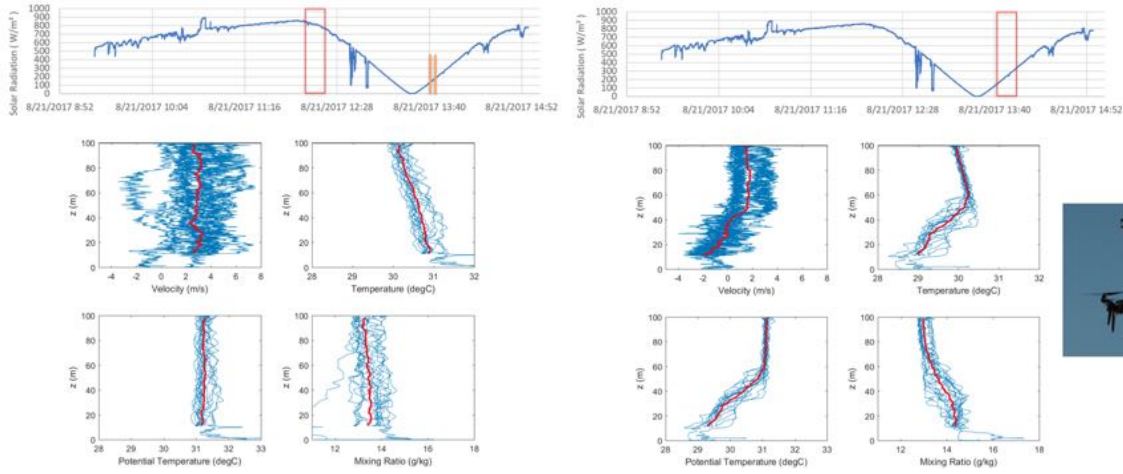 Solar Radiation ( W/m² )
1000
900
800
700
600
500
400
300
200
100
0
8/21/2017 8:52 8/21/2017 10:04 8/21/2017 11:16 8/21/2017 12:28 8/21/2017 13:40 8/21/2017 14:52
z (m)
100
80
60
40
20
0
-4 -2 0 2 4 6 8
Velocity (m/s)
z (m)
100
80
60
40
20
0
28 29 30 31 32
Temperature (degC)
z (m)
100
80
60
40
20
0
28 29 30 31 32 33
Potential Temperature (degC)
z (m)
100
80
60
40
20
0
12 14 16 18
Mixing Ratio (g/kg)
Solar Radiation ( W/m² )
1000
900
800
700
600
500
400
300
200
100
0
8/21/2017 8:52 8/21/2017 10:04 8/21/2017 11:16 8/21/2017 12:28 8/21/2017 13:40 8/21/2017 14:52
z (m)
100
80
60
40
20
0
-4 -2 0 2 4 6 8
Velocity (m/s)
z (m)
100
80
60
40
20
0
28 29 30 31 32
Temperature (degC)
z (m)
100
80
60
40
20
0
28 29 30 31 32 33
Potential Temperature (degC)
z (m)
100
80
60
40
20
0
12 14 16 18
Mixing Ratio (g/kg)